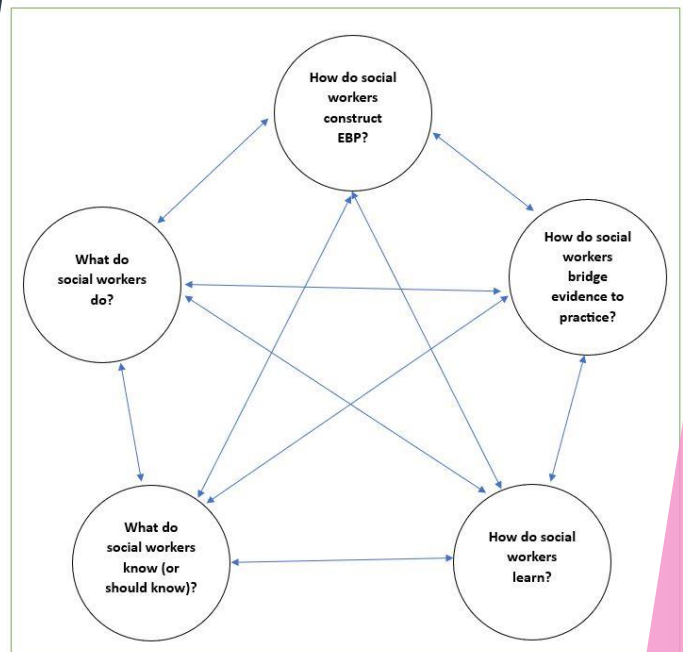 How do social
workers
construct
EBP?
How do social
workers
bridge
evidence to
practice?
What do
social workers
do?
What do
social workers
know (or
should know)?
How do social
workers
learn?